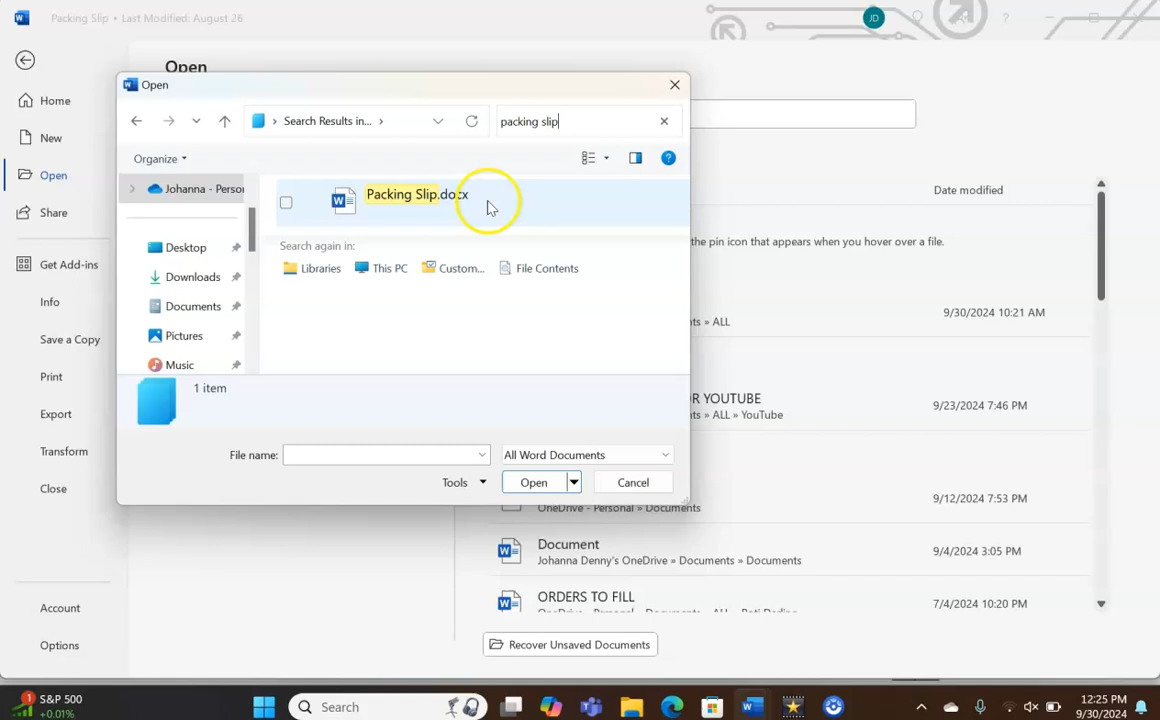 Packing Slip • Last Modified: August 26
JD
?
Open
Home
New
Open
Share
Get Add-ins
Info
Save a Copy
Print
Export
Transform
Close
Account
Options
Open
Search Results in...
packing slip
Organize
?
Johanna - Perso
Desktop
Downloads
Documents
Pictures
Music
Packing Slip.docx
Search again in:
Libraries
This PC
Custom...
File Contents
1 item
File name:
All Word Documents
Tools
Open
Cancel
Date modified
the pin icon that appears when you hover over a file.
9/30/2024 10:21 AM
nts » ALL
R YOUTUBE
nts » ALL » YouTube
9/23/2024 7:46 PM
9/12/2024 7:53 PM
OneDrive - Personal » Documents
Document
Johanna Denny's OneDrive » Documents » Documents
9/4/2024 3:05 PM
ORDERS TO FILL
OneDrive - Personal » Documents » ALL »
7/4/2024 10:20 PM
Recover Unsaved Documents
1
S&P 500
+0.01%
Search
12:25 PM
9/30/2024